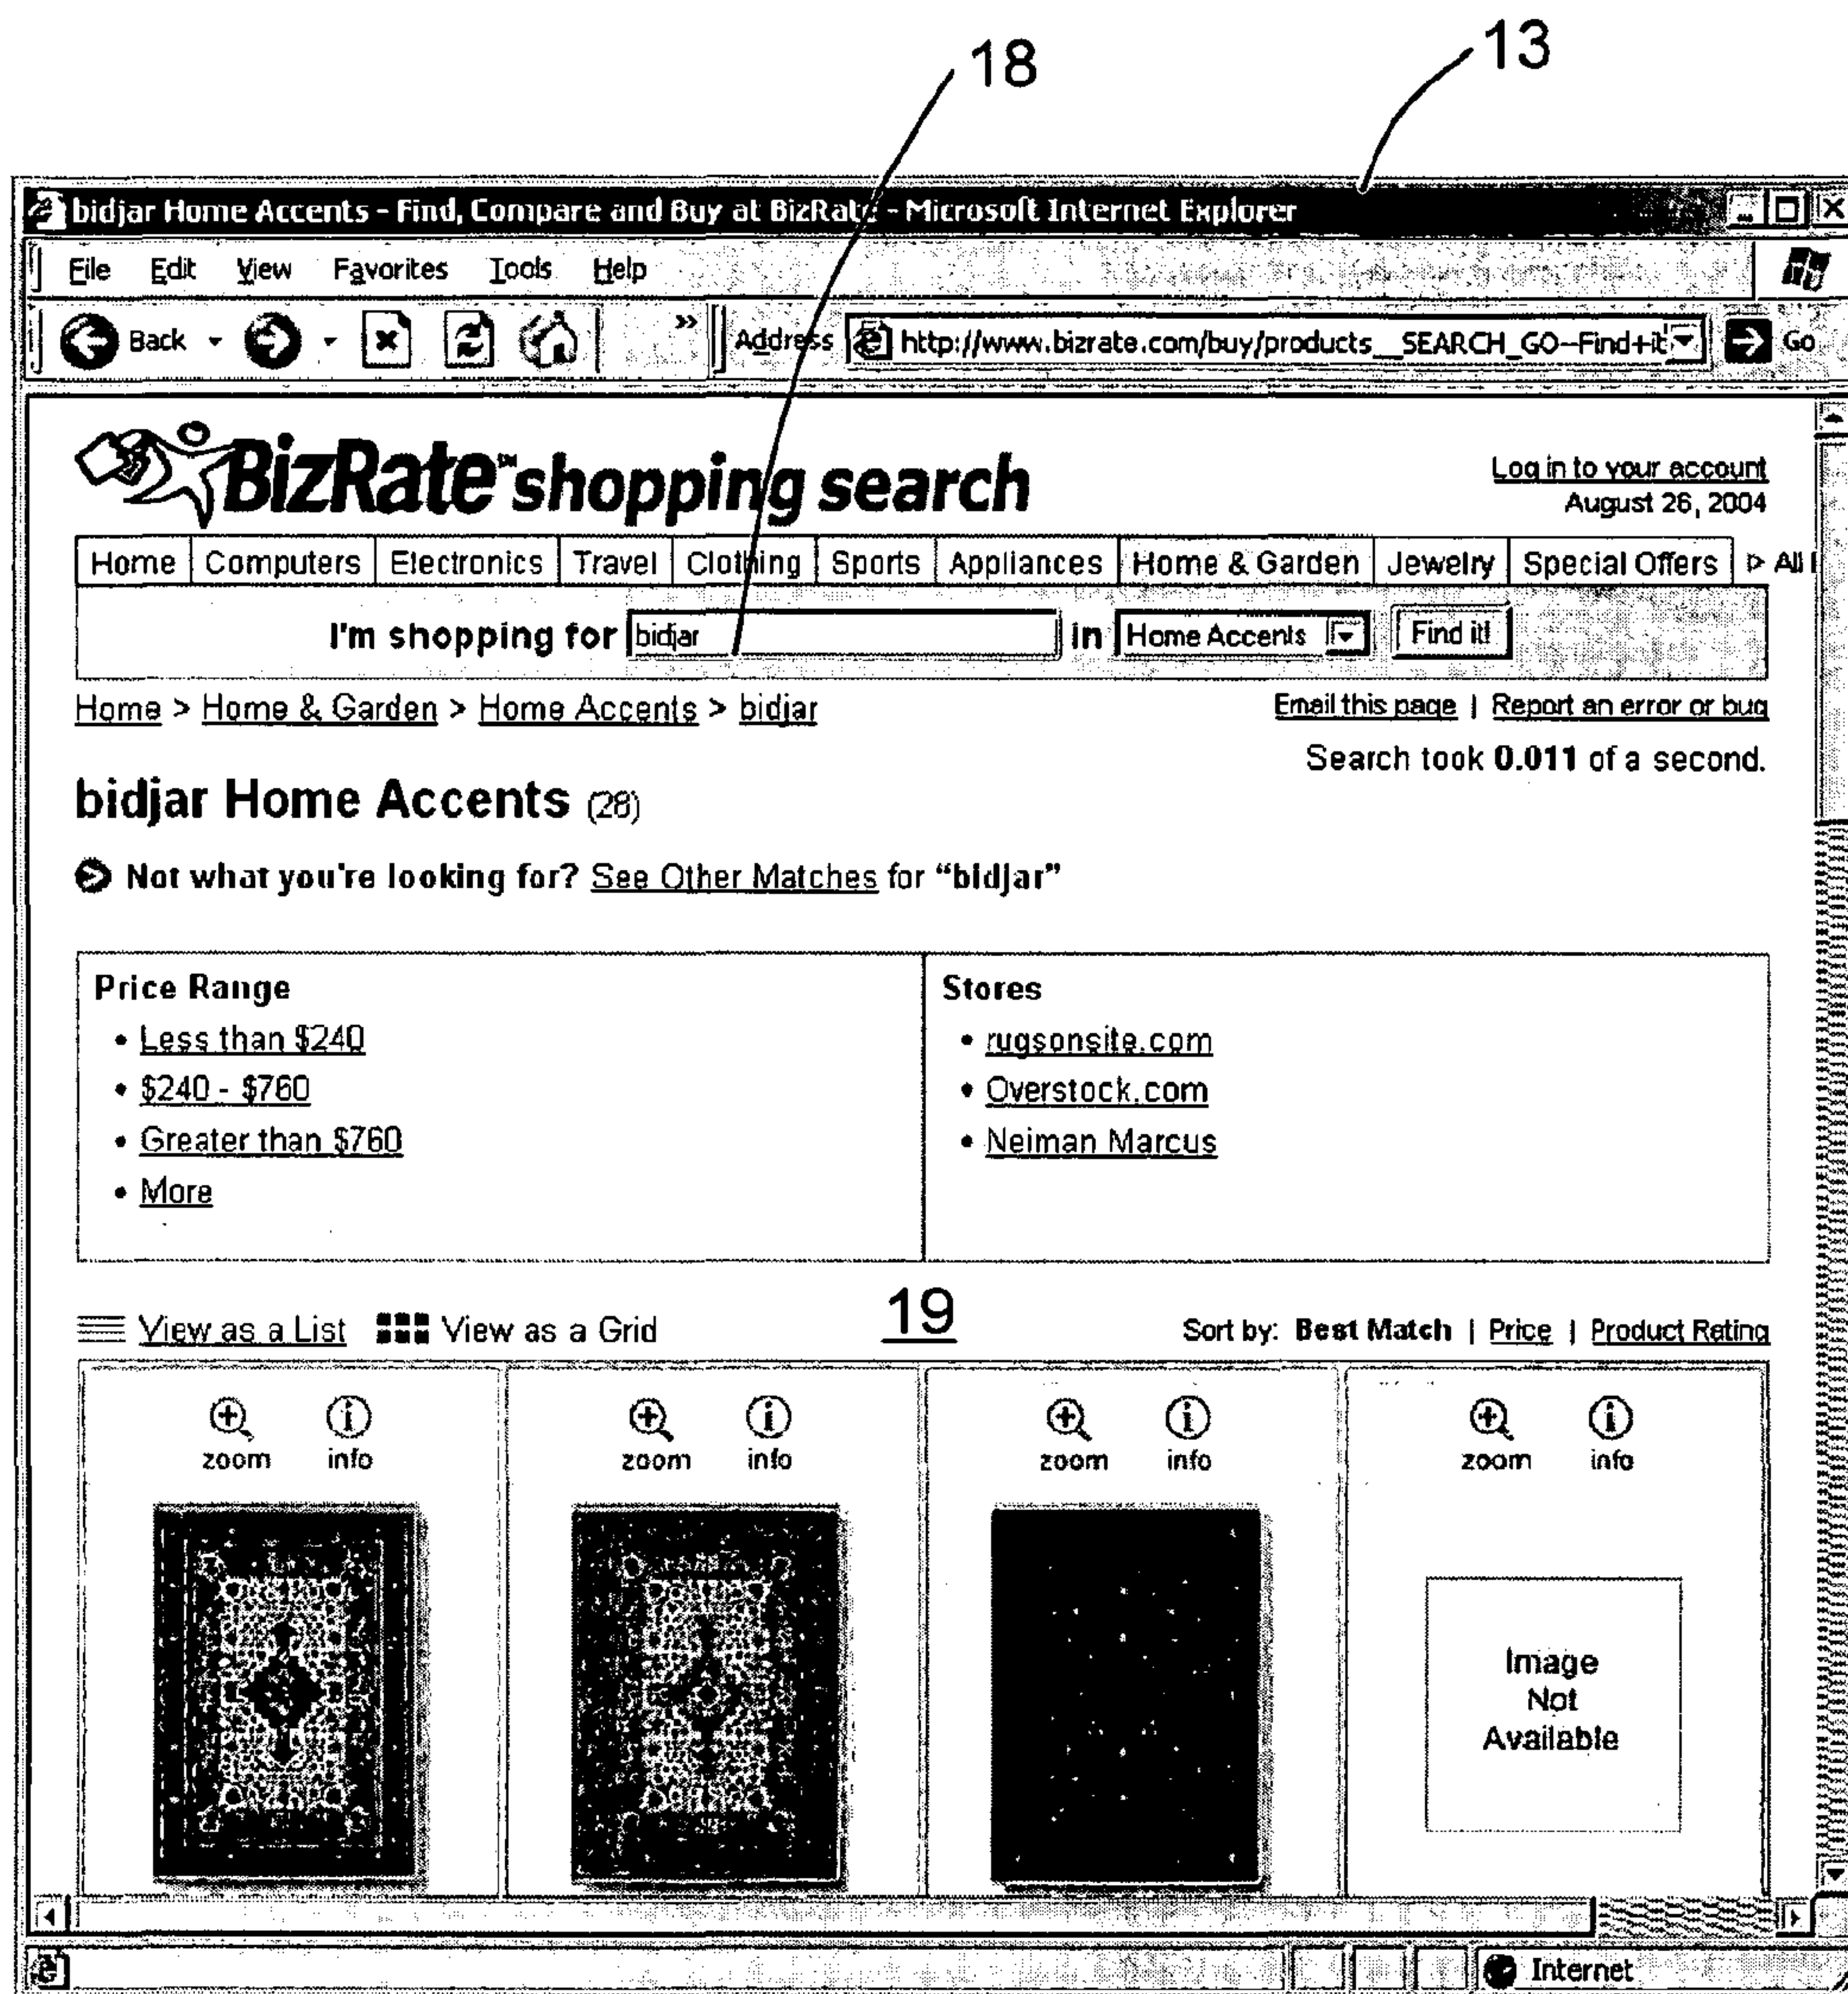 18
13
bidjar Home Accents - Find, Compare and Buy at BizRate - Microsoft Internet Explorer
File Edit View Favorites Tools Help
Back » Address http://www.bizrate.com/buy/products__SEARCH_GO--Find+it Go
BizRate™ shopping search
Log in to your account
August 26, 2004
Home Computers Electronics Travel Clothing Sports Appliances Home & Garden Jewelry Special Offers All
I'm shopping for bidjar in Home Accents Find it!
Home > Home & Garden > Home Accents > bidjar Email this page | Report an error or bug
Search took 0.011 of a second.
bidjar Home Accents (28)
Not what you're looking for? See Other Matches for "bidjar"
Price Range
• Less than $240
• $240 - $760
• Greater than $760
• More
Stores
• rugsonsite.com
• Overstock.com
• Neiman Marcus
View as a List View as a Grid 19 Sort by: Best Match | Price | Product Rating
zoom info zoom info zoom info zoom info
Image
Not
Available
Internet